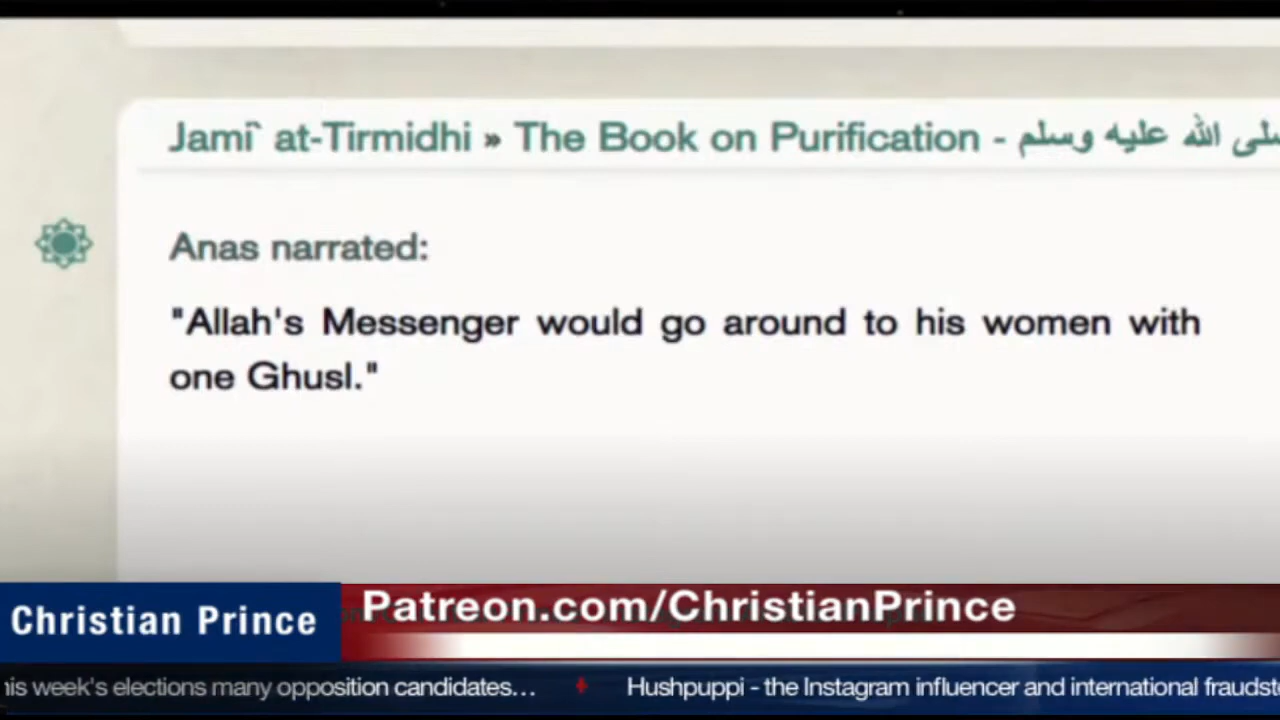 Jami` at-Tirmidhi » The Book on Purification - صلى الله عليه وسلم
Anas narrated:
"Allah's Messenger would go around to his women with
one Ghusl."
Christian Prince
Patreon.com/ChristianPrince
his week's elections many opposition candidates...
Hushpuppi - the Instagram influencer and international fraudst